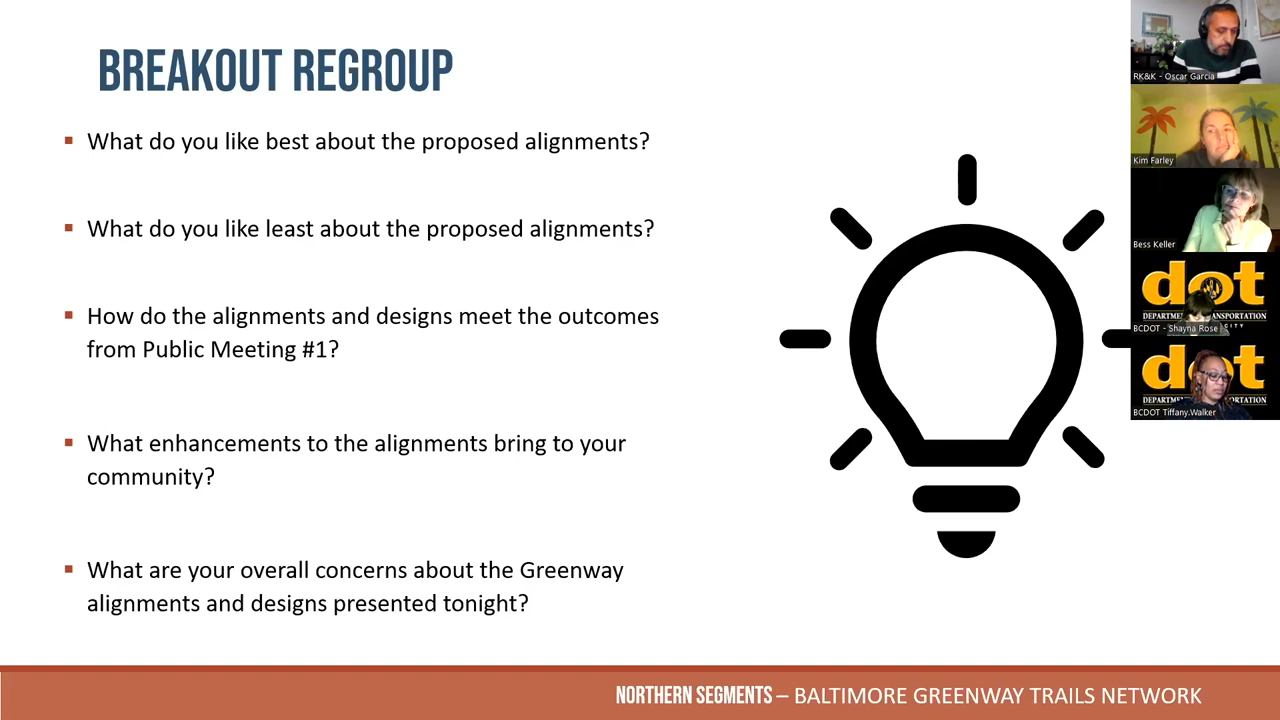 BREAKOUT REGROUP
What do you like best about the proposed alignments?
What do you like least about the proposed alignments?
How do the alignments and designs meet the outcomes
from Public Meeting #1?
What enhancements to the alignments bring to your
community?
What are your overall concerns about the Greenway
alignments and designs presented tonight?
NORTHERN SEGMENTS – BALTIMORE GREENWAY TRAILS NETWORK
RK&K - Oscar Garcia
Kim Farley
Bess Keller
dot
BCDOT - Shayna Rose
dot
BCDOT Tiffany.Walker